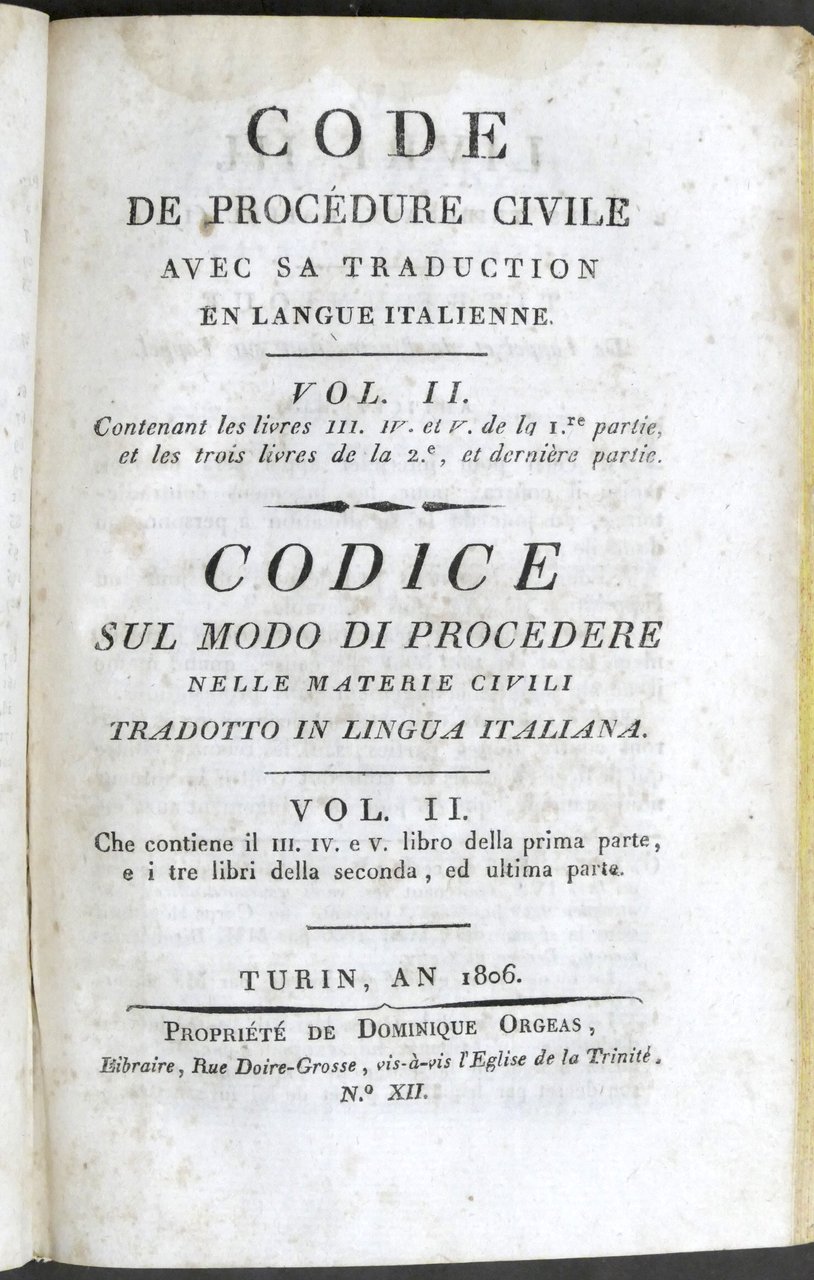 CODE
DE PROCÉDURE CIVILE
AVEC SA TRADUCTION
EN LANGUE ITALIENNE.
VOL. II.
Contenant les livres III. IV. et V. de la 1.re partie,
et les trois livres de la 2.e, et dernière partie.
CODICE
SUL MODO DI PROCEDERE
NELLE MATERIE CIVILI
TRADOTTO IN LINGUA ITALIANA.
VOL. II.
Che contiene il III. IV. e V. libro della prima parte,
e i tre libri della seconda, ed ultima parte.
TURIN, AN 1806.
PROPRIÉTÉ DE DOMINIQUE ORGEAS,
Libraire, Rue Doire-Grosse, vis-à-vis l'Eglise de la Trinité.
N.º XII.